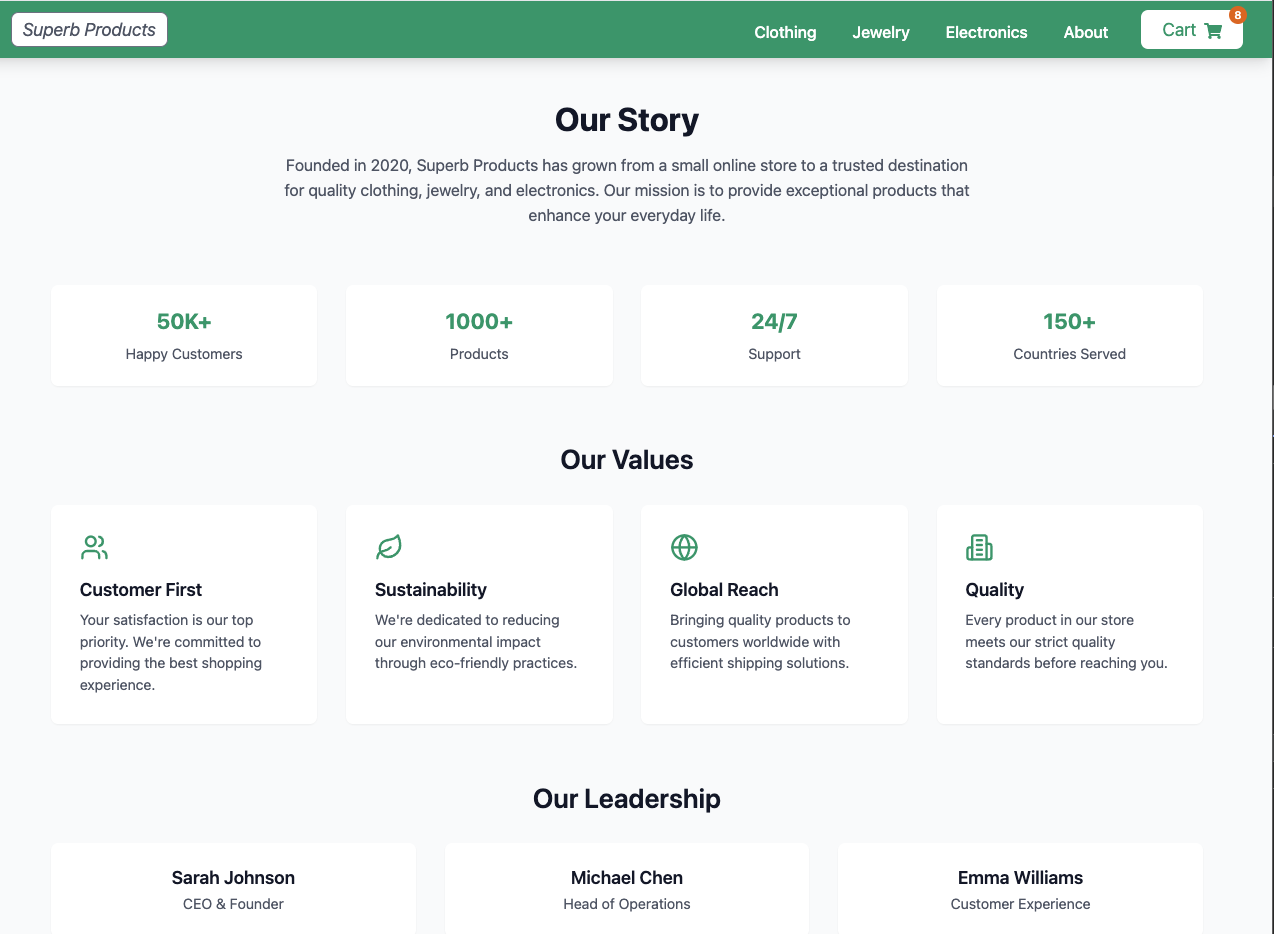 Superb Products
Clothing
Jewelry
Electronics
About
Cart
8
Our Story
Founded in 2020, Superb Products has grown from a small online store to a trusted destination
for quality clothing, jewelry, and electronics. Our mission is to provide exceptional products that
enhance your everyday life.
50K+
Happy Customers
1000+
Products
24/7
Support
150+
Countries Served
Our Values
Customer First
Your satisfaction is our top
priority. We're committed to
providing the best shopping
experience.
Sustainability
We're dedicated to reducing
our environmental impact
through eco-friendly practices.
Global Reach
Bringing quality products to
customers worldwide with
efficient shipping solutions.
Quality
Every product in our store
meets our strict quality
standards before reaching you.
Our Leadership
Sarah Johnson
CEO & Founder
Michael Chen
Head of Operations
Emma Williams
Customer Experience